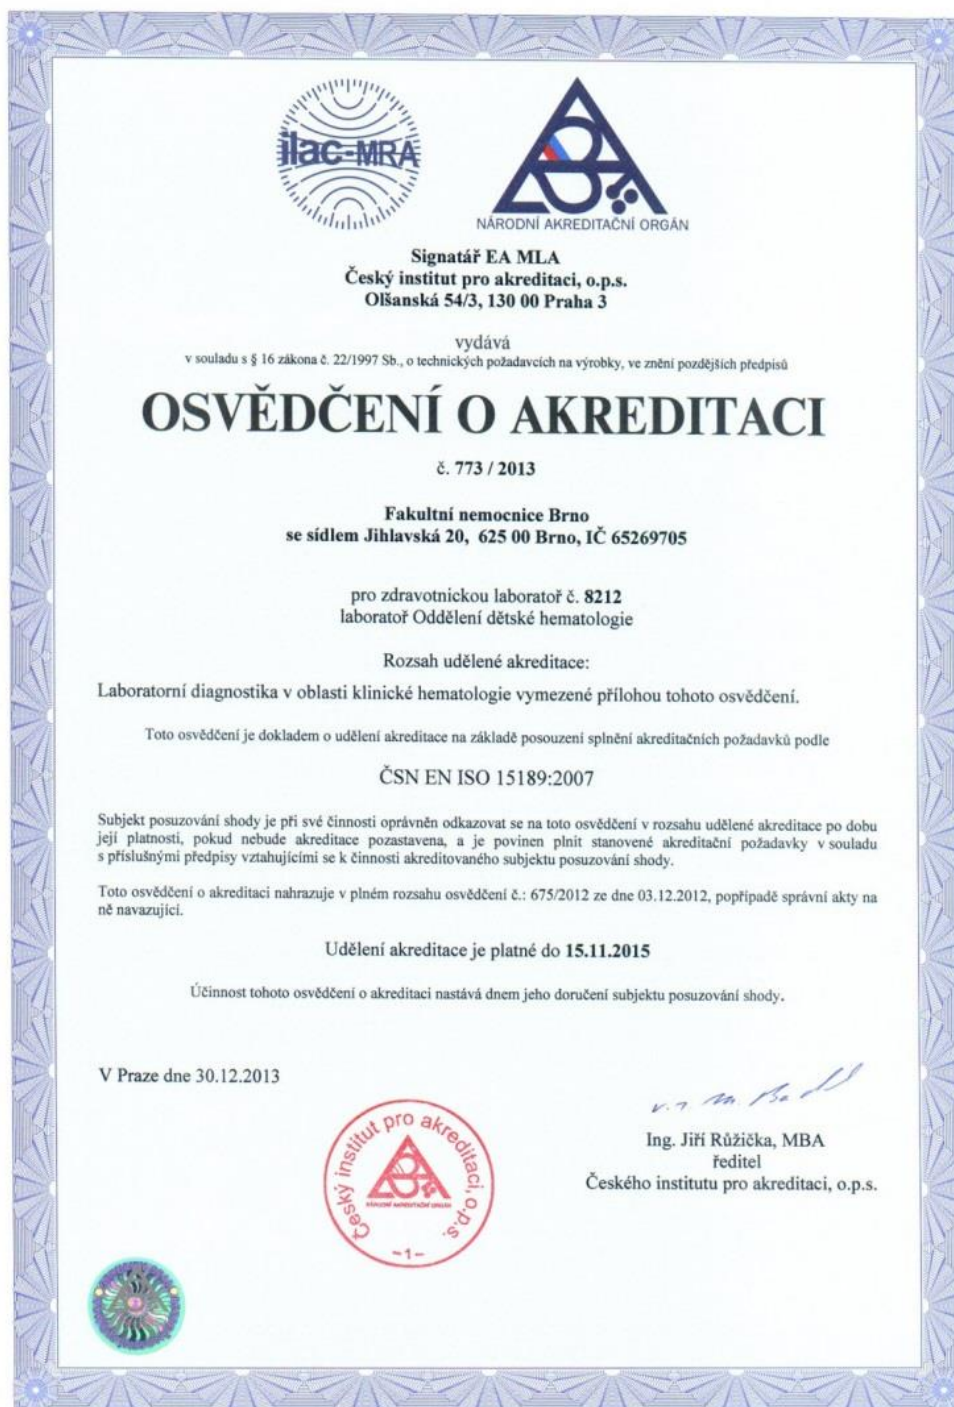 ilac-MRA
NÁRODNÍ AKREDITAČNÍ ORGÁN
Signatář EA MLA
Český institut pro akreditaci, o.p.s.
Olšanská 54/3, 130 00 Praha 3
vydává
v souladu s § 16 zákona č. 22/1997 Sb., o technických požadavcích na výrobky, ve znění pozdějších předpisů
OSVĚDČENÍ O AKREDITACI
č. 773 / 2013
Fakultní nemocnice Brno
se sídlem Jihlavská 20, 625 00 Brno, IČ 65269705
pro zdravotnickou laboratoř č. 8212
laboratoř Oddělení dětské hematologie
Rozsah udělené akreditace:
Laboratorní diagnostika v oblasti klinické hematologie vymezené přílohou tohoto osvědčení.
Toto osvědčení je dokladem o udělení akreditace na základě posouzení splnění akreditačních požadavků podle
ČSN EN ISO 15189:2007
Subjekt posuzování shody je při své činnosti oprávněn odkazovat se na toto osvědčení v rozsahu udělené akreditace po dobu
její platnosti, pokud nebude akreditace pozastavena, a je povinen plnit stanovené akreditační požadavky v souladu
s příslušnými předpisy vztahujícími se k činnosti akreditovaného subjektu posuzování shody.
Toto osvědčení o akreditaci nahrazuje v plném rozsahu osvědčení č.: 675/2012 ze dne 03.12.2012, popřípadě správní akty na
ně navazující.
Udělení akreditace je platné do 15.11.2015
Účinnost tohoto osvědčení o akreditaci nastává dnem jeho doručení subjektu posuzování shody.
V Praze dne 30.12.2013
Ing. Jiří Růžička, MBA
ředitel
Českého institutu pro akreditaci, o.p.s.
Český institut pro akreditaci, o.p.s.
NÁRODNÍ AKREDITAČNÍ ORGÁN
-1-